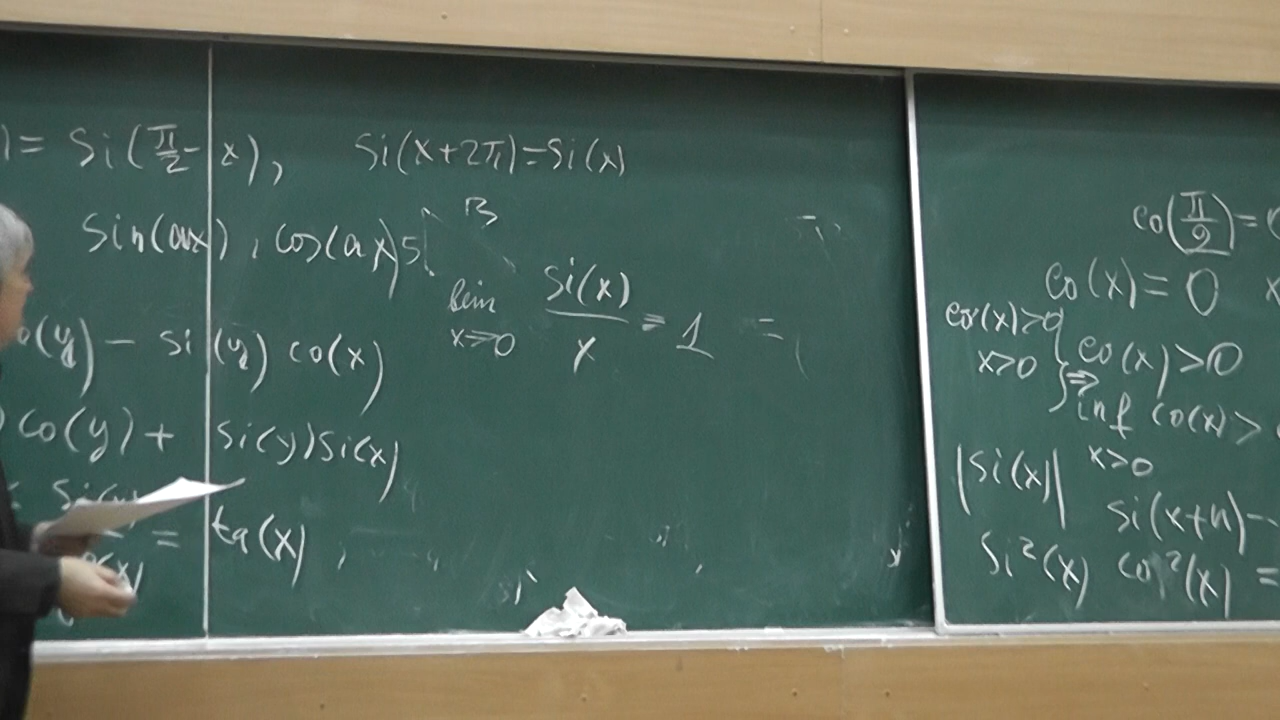 ) = Si(π/2 - x), Si(x+2π)=Si(x)
Sin(ax), cos(ax)
B
lim x→0 Si(x)/x = 1 =
o(y) - si(y) co(x)
) co(y) + si(y)si(x)
= tg(x),
co(π/2)=
Co(x)= 0 x
co(x)>0
x>0
co(x)>0
⇒ inf co(x) >
x>0
|Si(x)|
Si(x+h)-
Si²(x) co²(x) =